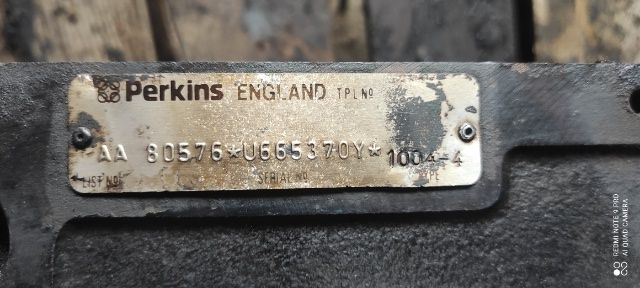 Perkins ENGLAND TPL Nº
AA 80576*U665370Y* 1004-4
LIST Nº SERIAL Nº TYPE
REDMI NOTE 9 PRO
AI QUAD CAMERA